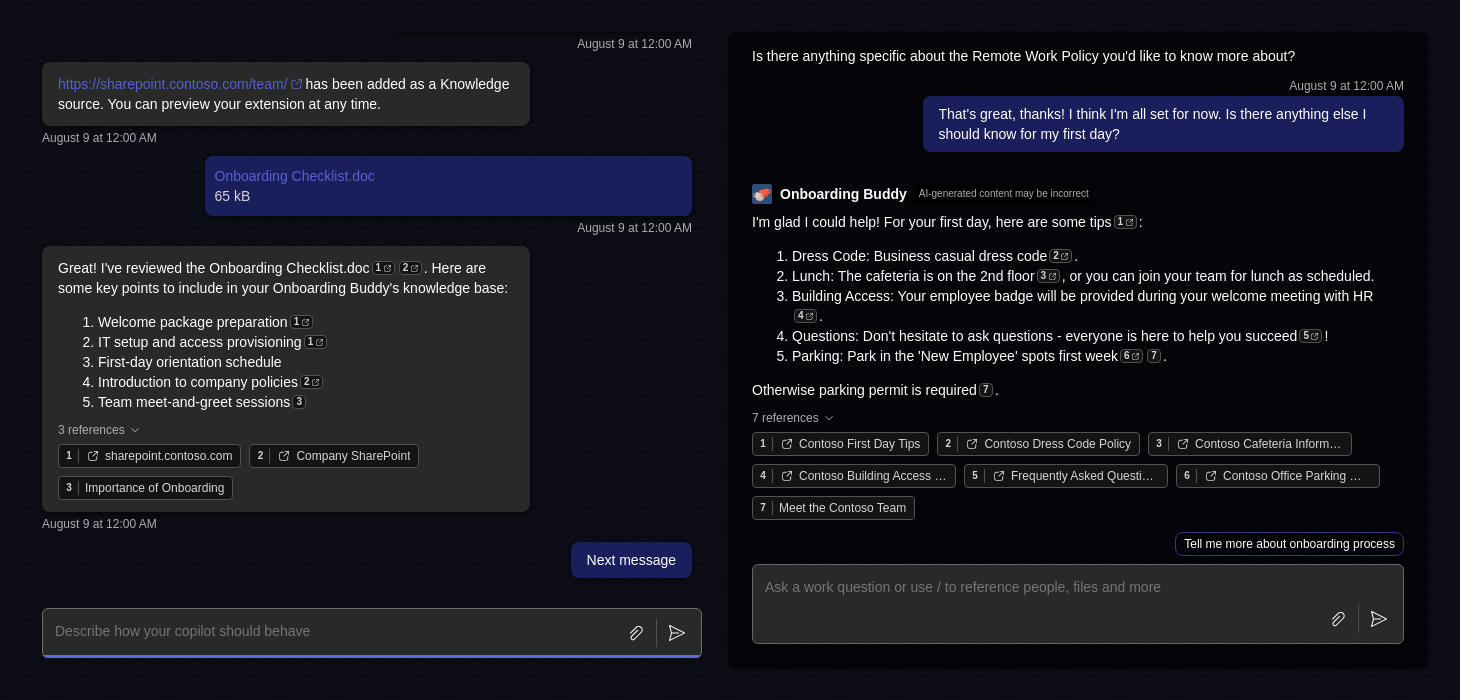 August 9 at 12:00 AM
https://sharepoint.contoso.com/team/ has been added as a Knowledge
source. You can preview your extension at any time.
August 9 at 12:00 AM
Onboarding Checklist.doc
65 kB
August 9 at 12:00 AM
Great! I've reviewed the Onboarding Checklist.doc 1 2 . Here are
some key points to include in your Onboarding Buddy's knowledge base:
1. Welcome package preparation 1
2. IT setup and access provisioning 1
3. First-day orientation schedule
4. Introduction to company policies 2
5. Team meet-and-greet sessions 3
3 references
1 sharepoint.contoso.com 2 Company SharePoint
3 Importance of Onboarding
August 9 at 12:00 AM
Next message
Describe how your copilot should behave
Is there anything specific about the Remote Work Policy you'd like to know more about?
August 9 at 12:00 AM
That's great, thanks! I think I'm all set for now. Is there anything else I
should know for my first day?
Onboarding Buddy AI-generated content may be incorrect
I'm glad I could help! For your first day, here are some tips 1 :
1. Dress Code: Business casual dress code 2 .
2. Lunch: The cafeteria is on the 2nd floor 3 , or you can join your team for lunch as scheduled.
3. Building Access: Your employee badge will be provided during your welcome meeting with HR
4 .
4. Questions: Don't hesitate to ask questions - everyone is here to help you succeed 5 !
5. Parking: Park in the 'New Employee' spots first week 6 7 .
Otherwise parking permit is required 7 .
7 references
1 Contoso First Day Tips 2 Contoso Dress Code Policy 3 Contoso Cafeteria Inform…
4 Contoso Building Access … 5 Frequently Asked Questi… 6 Contoso Office Parking …
7 Meet the Contoso Team
Tell me more about onboarding process
Ask a work question or use / to reference people, files and more